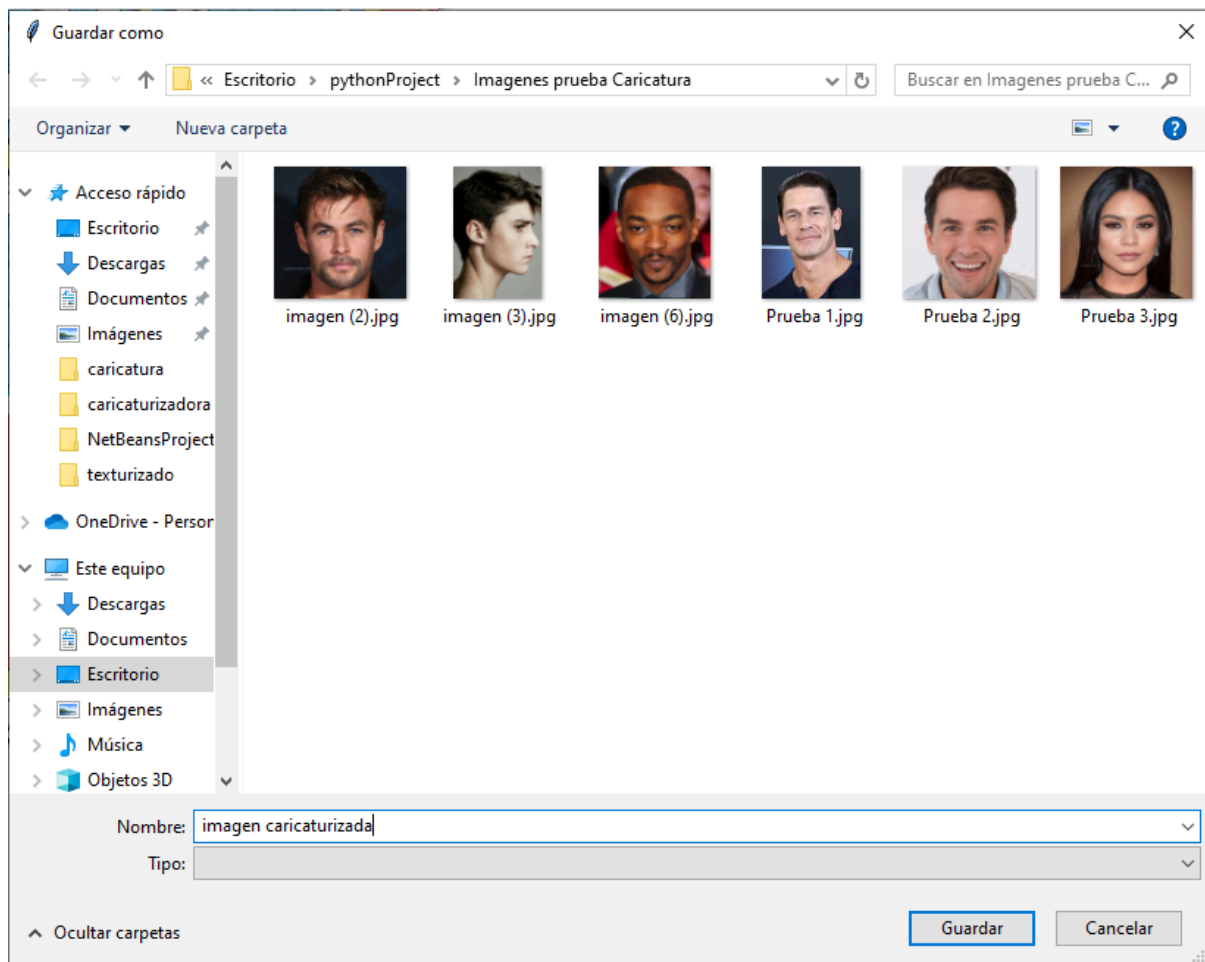 Guardar como
« Escritorio > pythonProject > Imagenes prueba Caricatura
Buscar en Imagenes prueba C...
Organizar
Nueva carpeta
?
Acceso rápido
Escritorio
Descargas
Documentos
Imágenes
caricatura
caricaturizadora
NetBeansProject
texturizado
OneDrive - Person
Este equipo
Descargas
Documentos
Escritorio
Imágenes
Música
Objetos 3D
imagen (2).jpg
imagen (3).jpg
imagen (6).jpg
Prueba 1.jpg
Prueba 2.jpg
Prueba 3.jpg
Nombre: imagen caricaturizada
Tipo:
Ocultar carpetas
Guardar
Cancelar